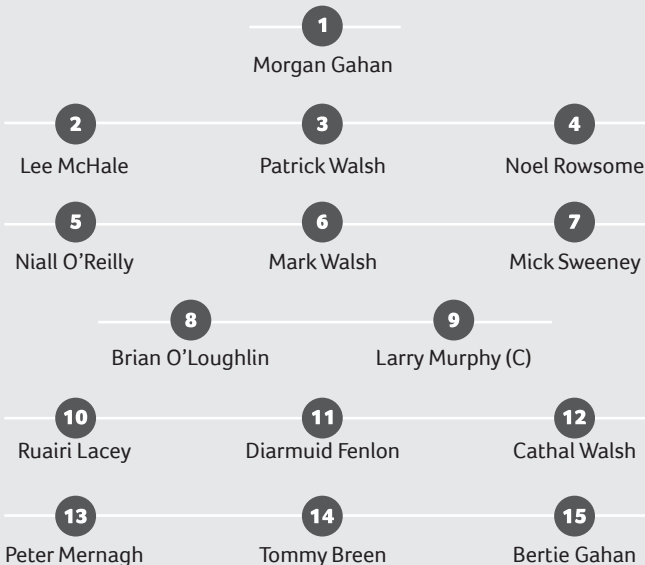 1
Morgan Gahan
2 3 4
Lee McHale Patrick Walsh Noel Rowsome
5 6 7
Niall O’Reilly Mark Walsh Mick Sweeney
8 9
Brian O’Loughlin Larry Murphy (C)
10 11 12
Ruairi Lacey Diarmuid Fenlon Cathal Walsh
13 14 15
Peter Mernagh Tommy Breen Bertie Gahan